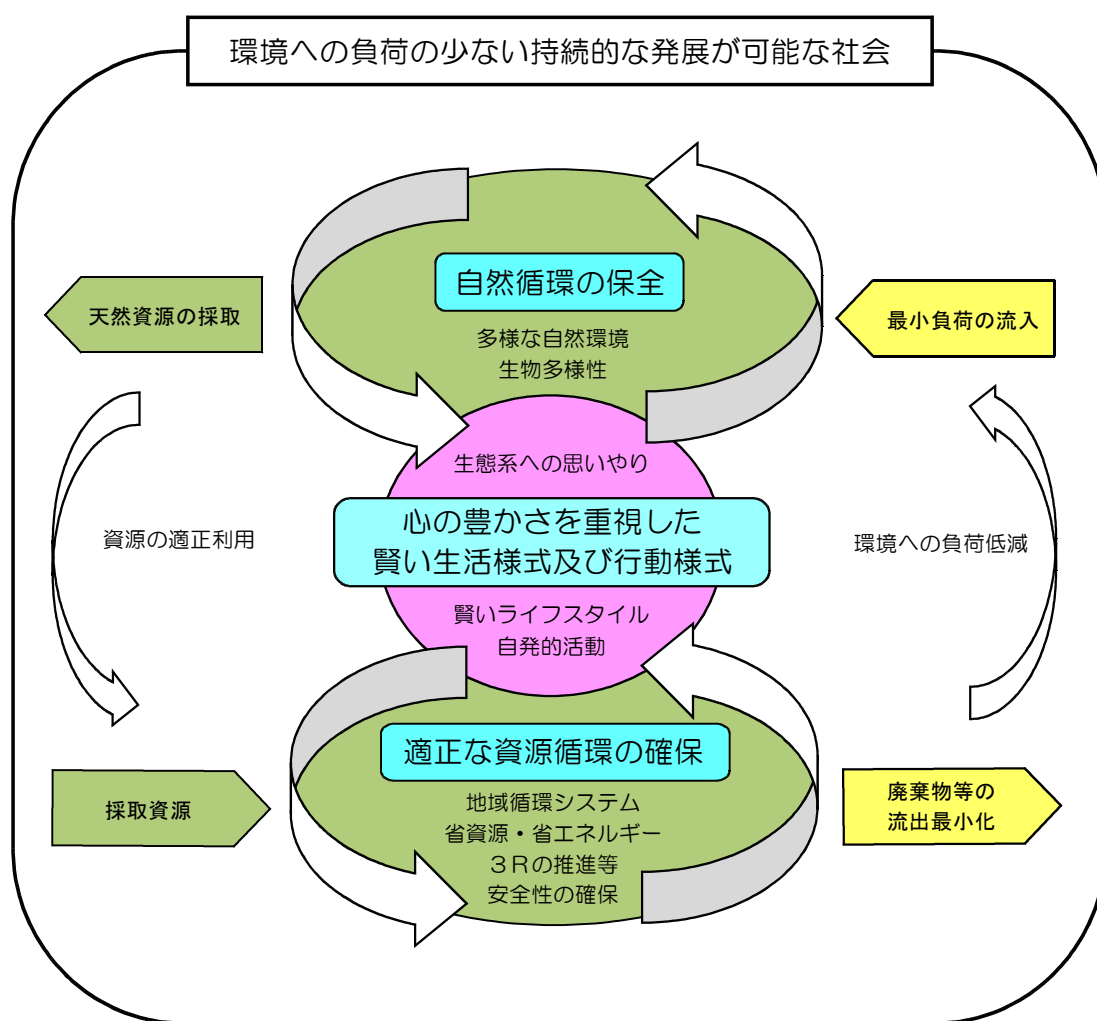 環境への負荷の少ない持続的な発展が可能な社会
自然循環の保全
多様な自然環境
生物多様性
天然資源の採取
最小負荷の流入
生態系への思いやり
心の豊かさを重視した
賢い生活様式及び行動様式
賢いライフスタイル
自発的活動
資源の適正利用
環境への負荷低減
適正な資源循環の確保
地域循環システム
省資源・省エネルギー
３Ｒの推進等
安全性の確保
採取資源
廃棄物等の
流出最小化